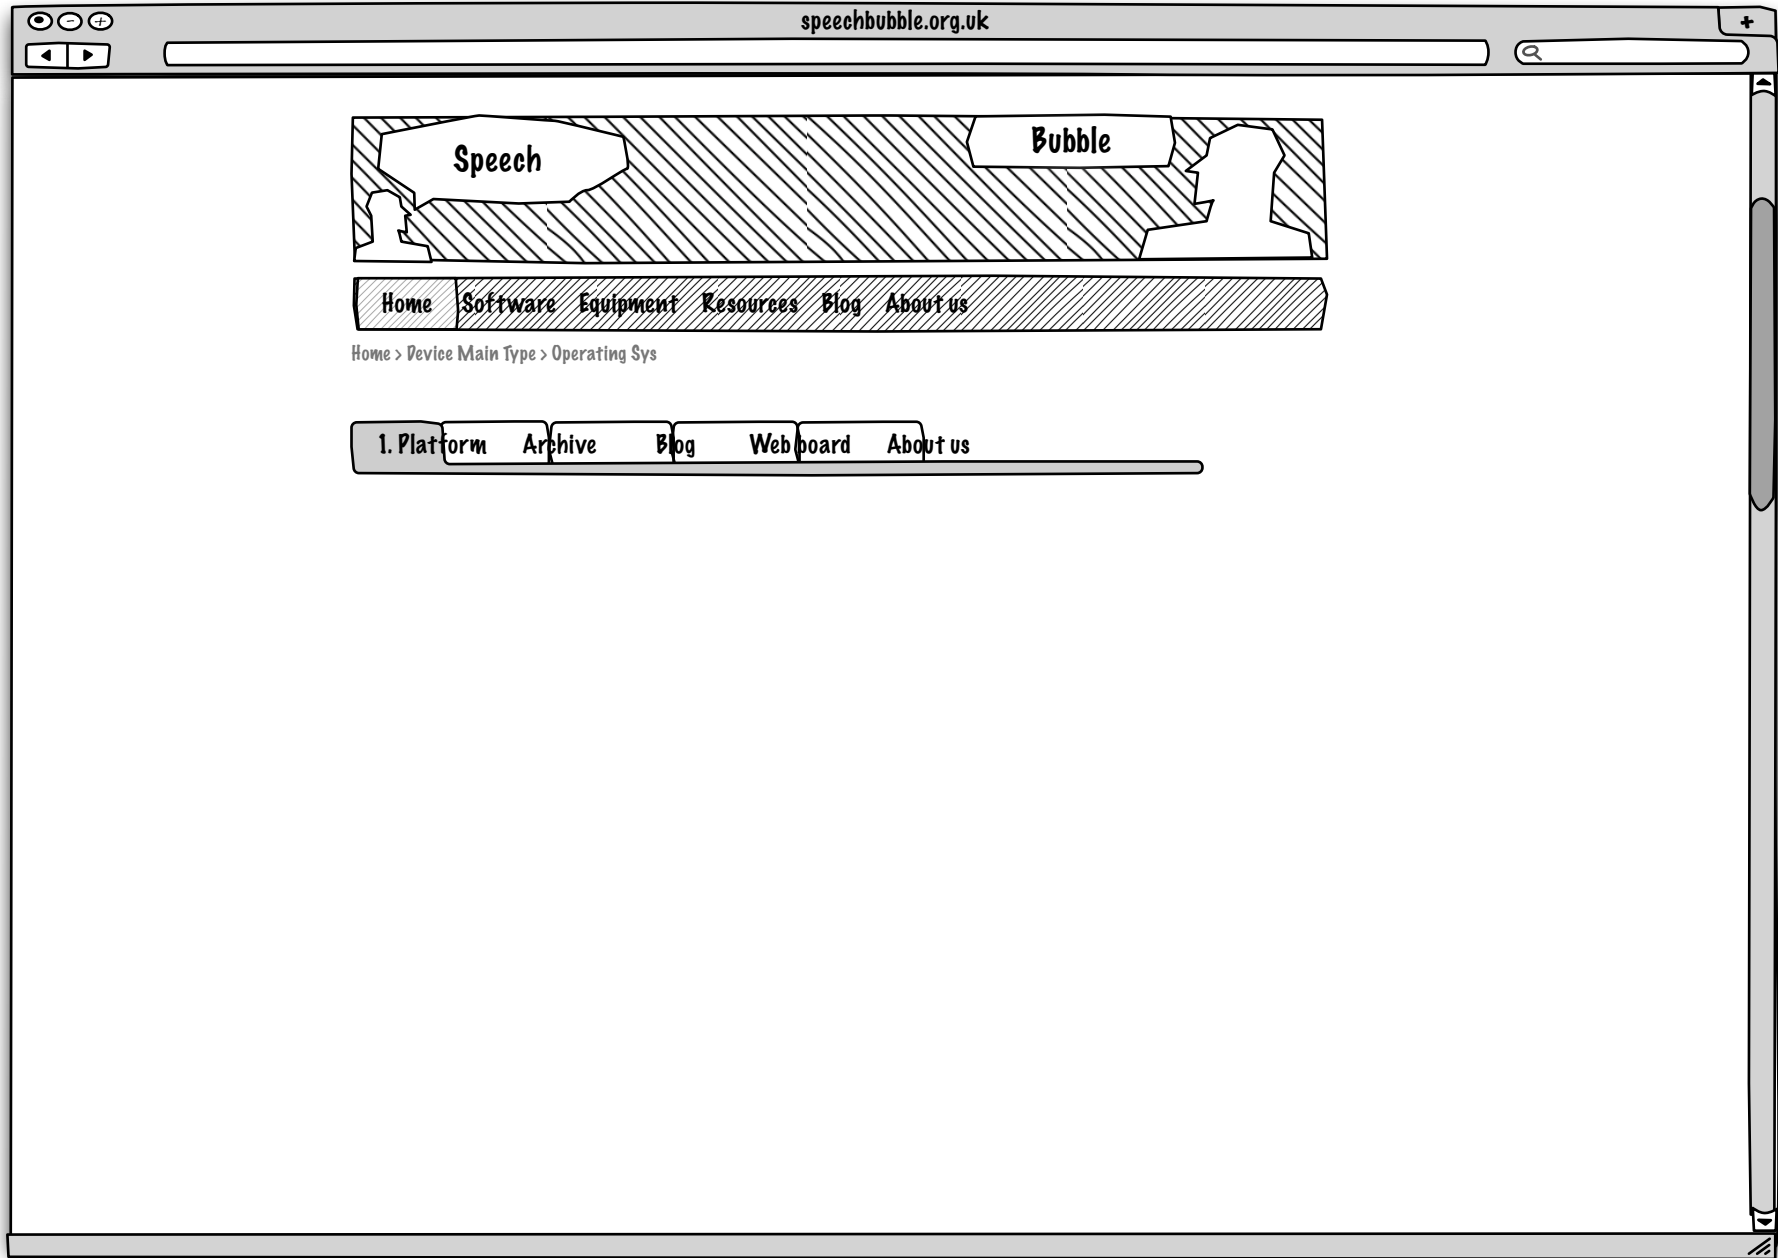 speechbubble.org.uk
Speech
Bubble
Home Software Equipment Resources Blog About us
Home > Device Main Type > Operating Sys
1. Platform Archive Blog Web board About us